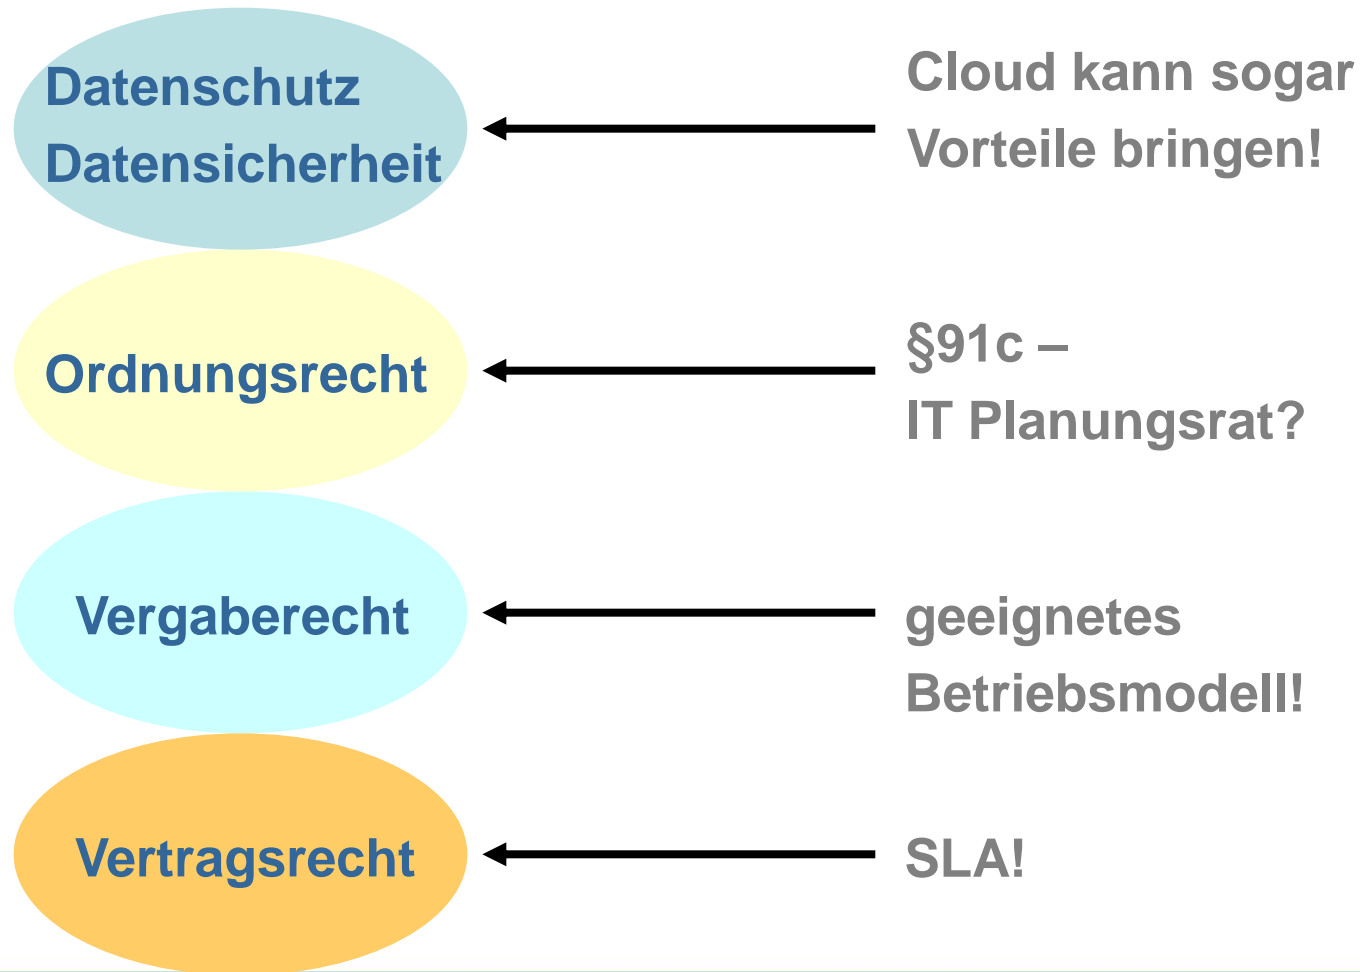 Datenschutz
Datensicherheit
Cloud kann sogar
Vorteile bringen!
Ordnungsrecht
§91c –
IT Planungsrat?
Vergaberecht
geeignetes
Betriebsmodell!
Vertragsrecht
SLA!